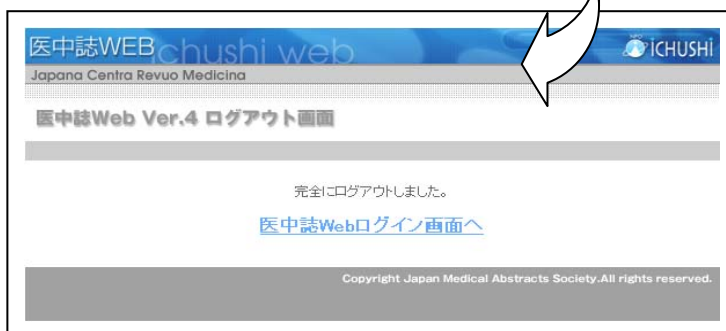 医中誌WEB ichushi web
NPO iCHUSHi
Japana Centra Revuo Medicina
医中誌Web Ver.4 ログアウト画面
完全にログアウトしました。
医中誌Webログイン画面へ
Copyright Japan Medical Abstracts Society.All rights reserved.